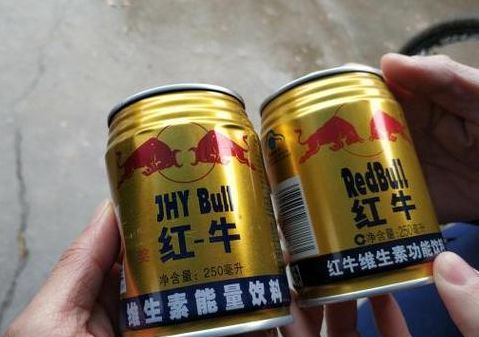 JHY Bull
红-牛
净含量: 250毫升
维生素能量饮料
RedBull
红牛
净含量: 250毫升
红牛维生素功能饮料